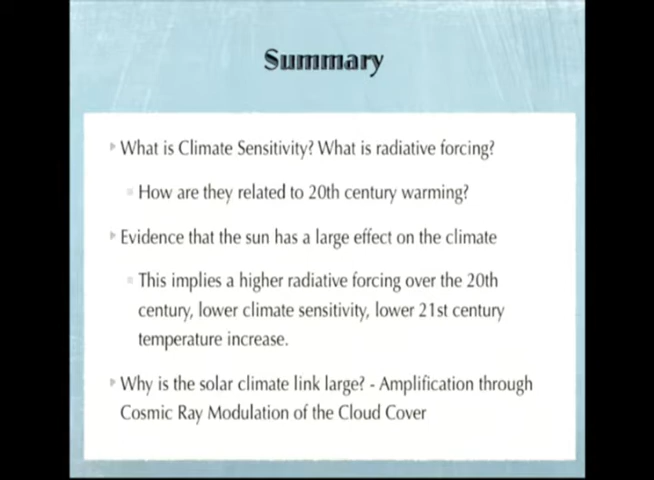 Summary
What is Climate Sensitivity? What is radiative forcing?
How are they related to 20th century warming?
Evidence that the sun has a large effect on the climate
This implies a higher radiative forcing over the 20th
century, lower climate sensitivity, lower 21st century
temperature increase.
Why is the solar climate link large? - Amplification through
Cosmic Ray Modulation of the Cloud Cover